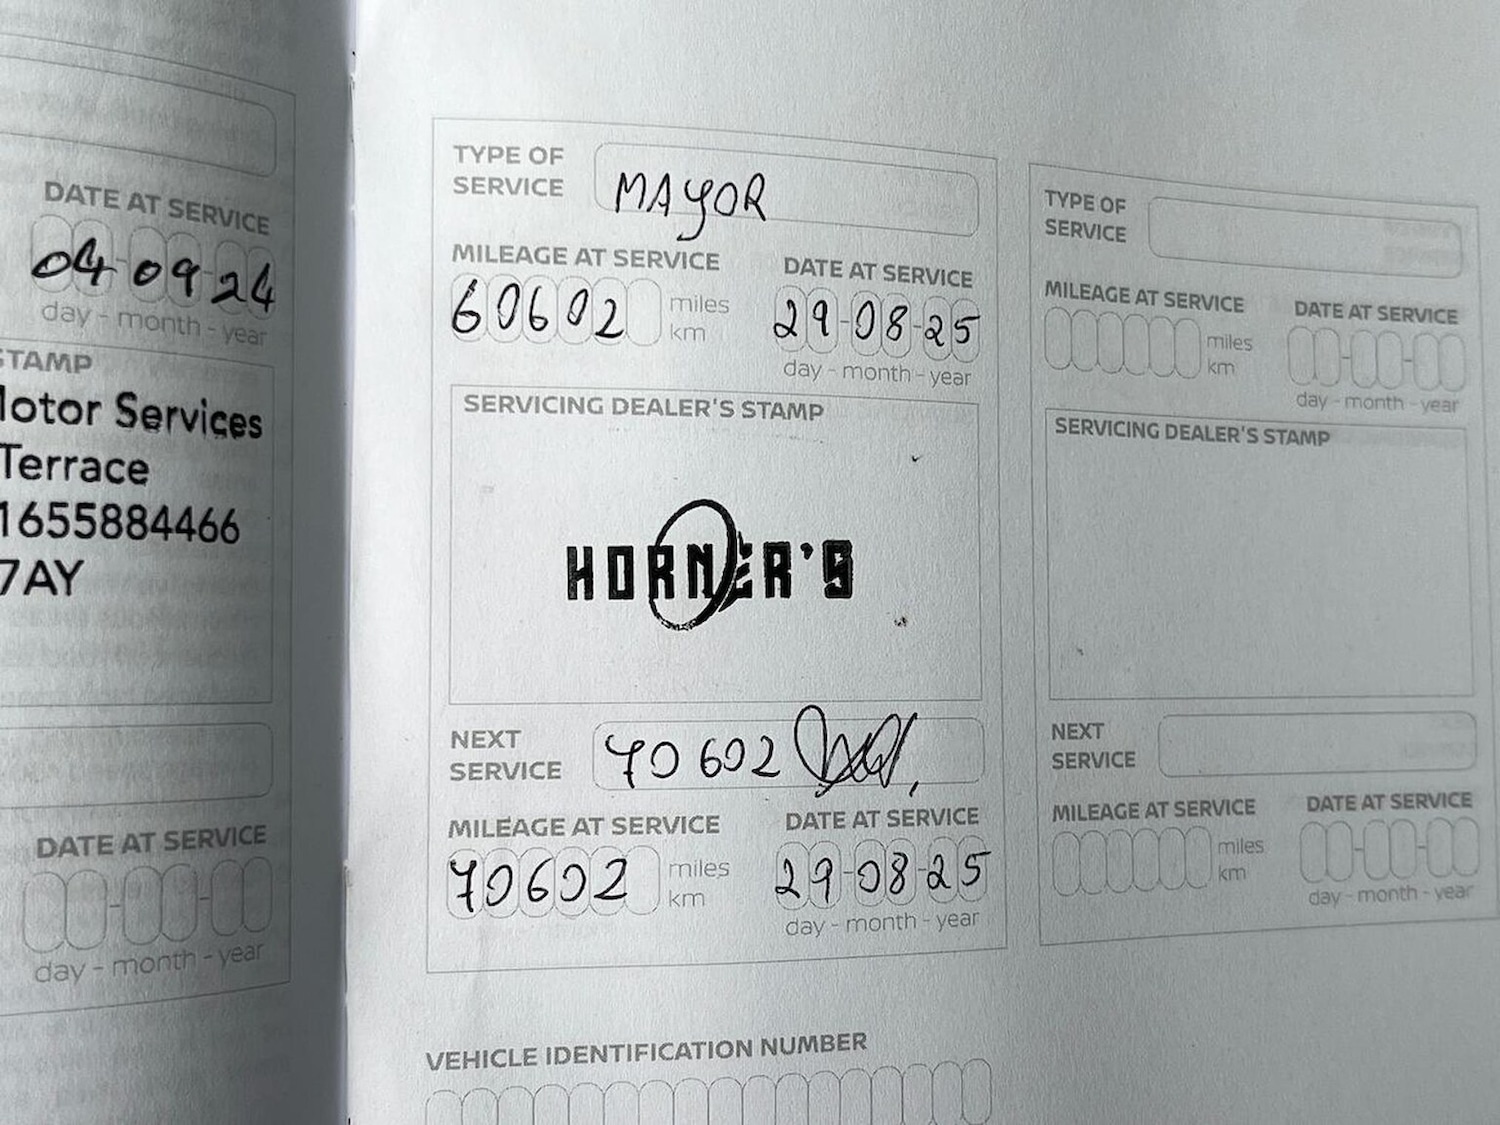 DATE AT SERVICE
04-09-24
day - month - year
STAMP
Motor Services
Terrace
1655884466
7AY
DATE AT SERVICE
day - month - year
TYPE OF SERVICE MAYOR
MILEAGE AT SERVICE DATE AT SERVICE
60602 miles km 29-08-25
day - month - year
SERVICING DEALER'S STAMP
HORNER'S
NEXT SERVICE 70 602
MILEAGE AT SERVICE DATE AT SERVICE
70602 miles km 29-08-25
day - month - year
VEHICLE IDENTIFICATION NUMBER
TYPE OF SERVICE
MILEAGE AT SERVICE DATE AT SERVICE
miles km
day - month - year
SERVICING DEALER'S STAMP
NEXT SERVICE
MILEAGE AT SERVICE DATE AT SERVICE
miles km
day - month - year